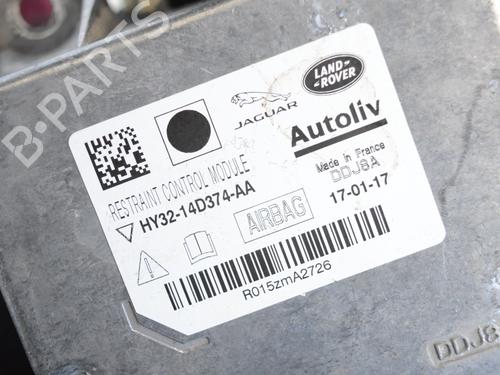 B-PARTS
JAGUAR
LAND
ROVER
Autoliv
RESTRAINT CONTROL MODULE
HY32-14D374-AA
Made in France
DDJ8A
17-01-17
AIRBAG
R015zmA2726
DDJ8